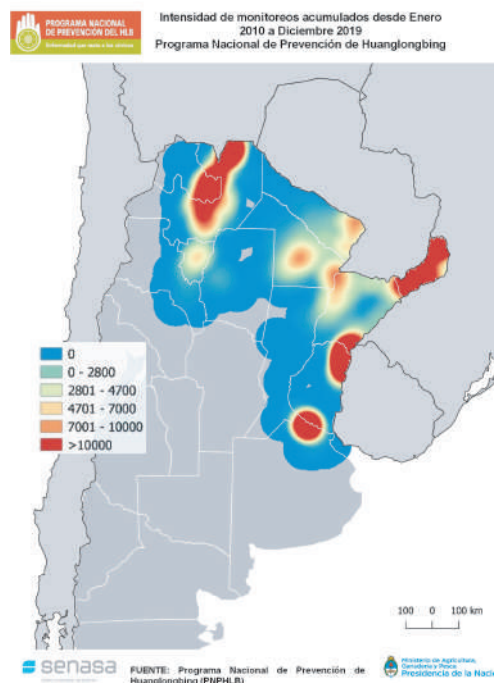 PROGRAMA NACIONAL
DE PREVENCIÓN DEL HLB
Intensidad de monitoreos acumulados desde Enero
2010 a Diciembre 2019
Programa Nacional de Prevención de Huanglongbing
0
0 - 2800
2801 - 4700
4701 - 7000
7001 - 10000
>10000
100 0 100 km
senasa
FUENTE: Programa Nacional de Prevención de
Huanglongbing (PNPHLB)
Ministerio de Agricultura,
Ganadería y Pesca
Presidencia de la Nació